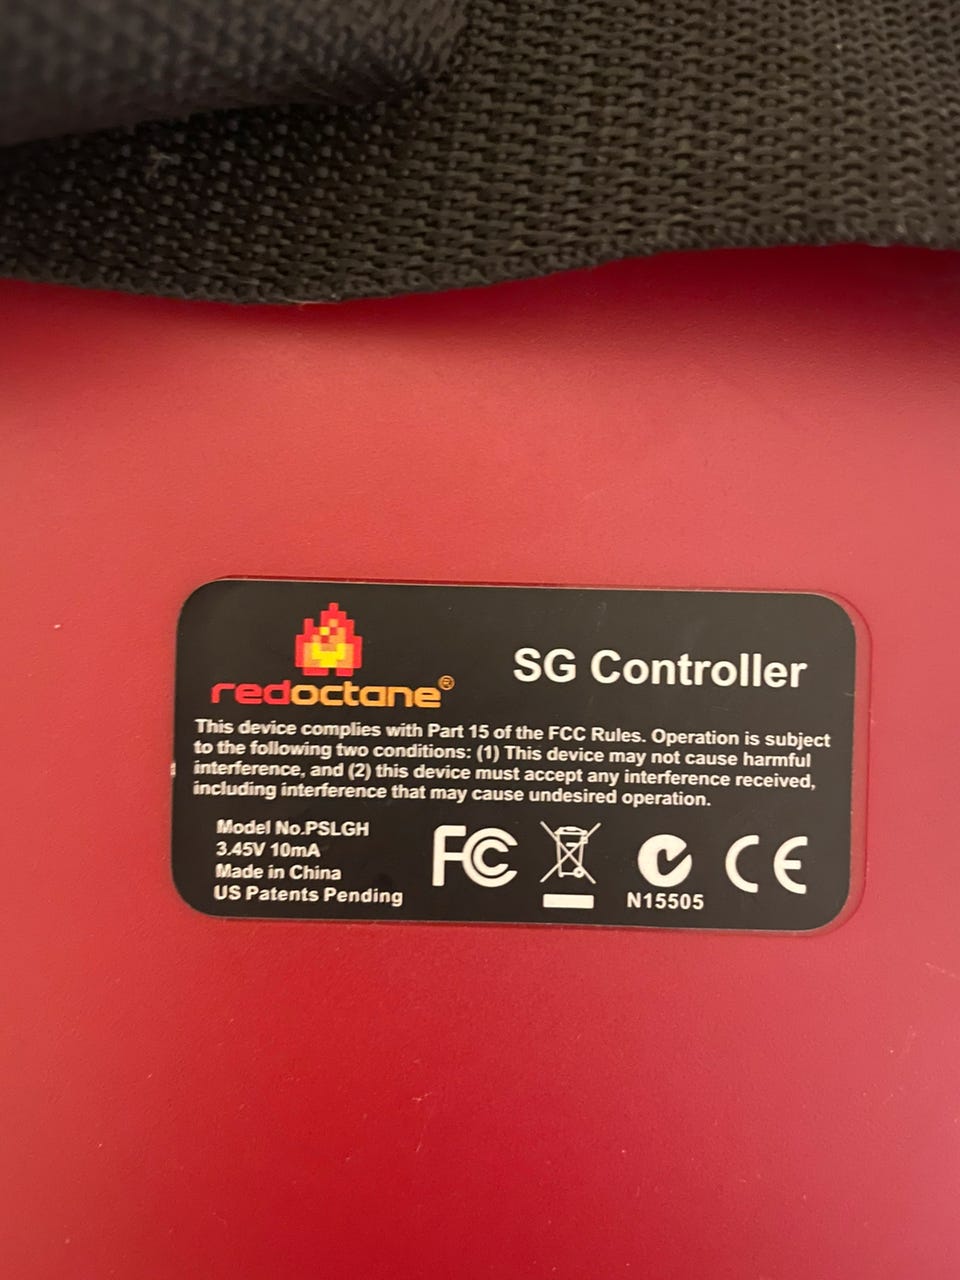 redoctane®
SG Controller
This device complies with Part 15 of the FCC Rules. Operation is subject
to the following two conditions: (1) This device may not cause harmful
interference, and (2) this device must accept any interference received,
including interference that may cause undesired operation.
Model No.PSLGH
3.45V 10mA
Made in China
US Patents Pending
FC
CE
N15505